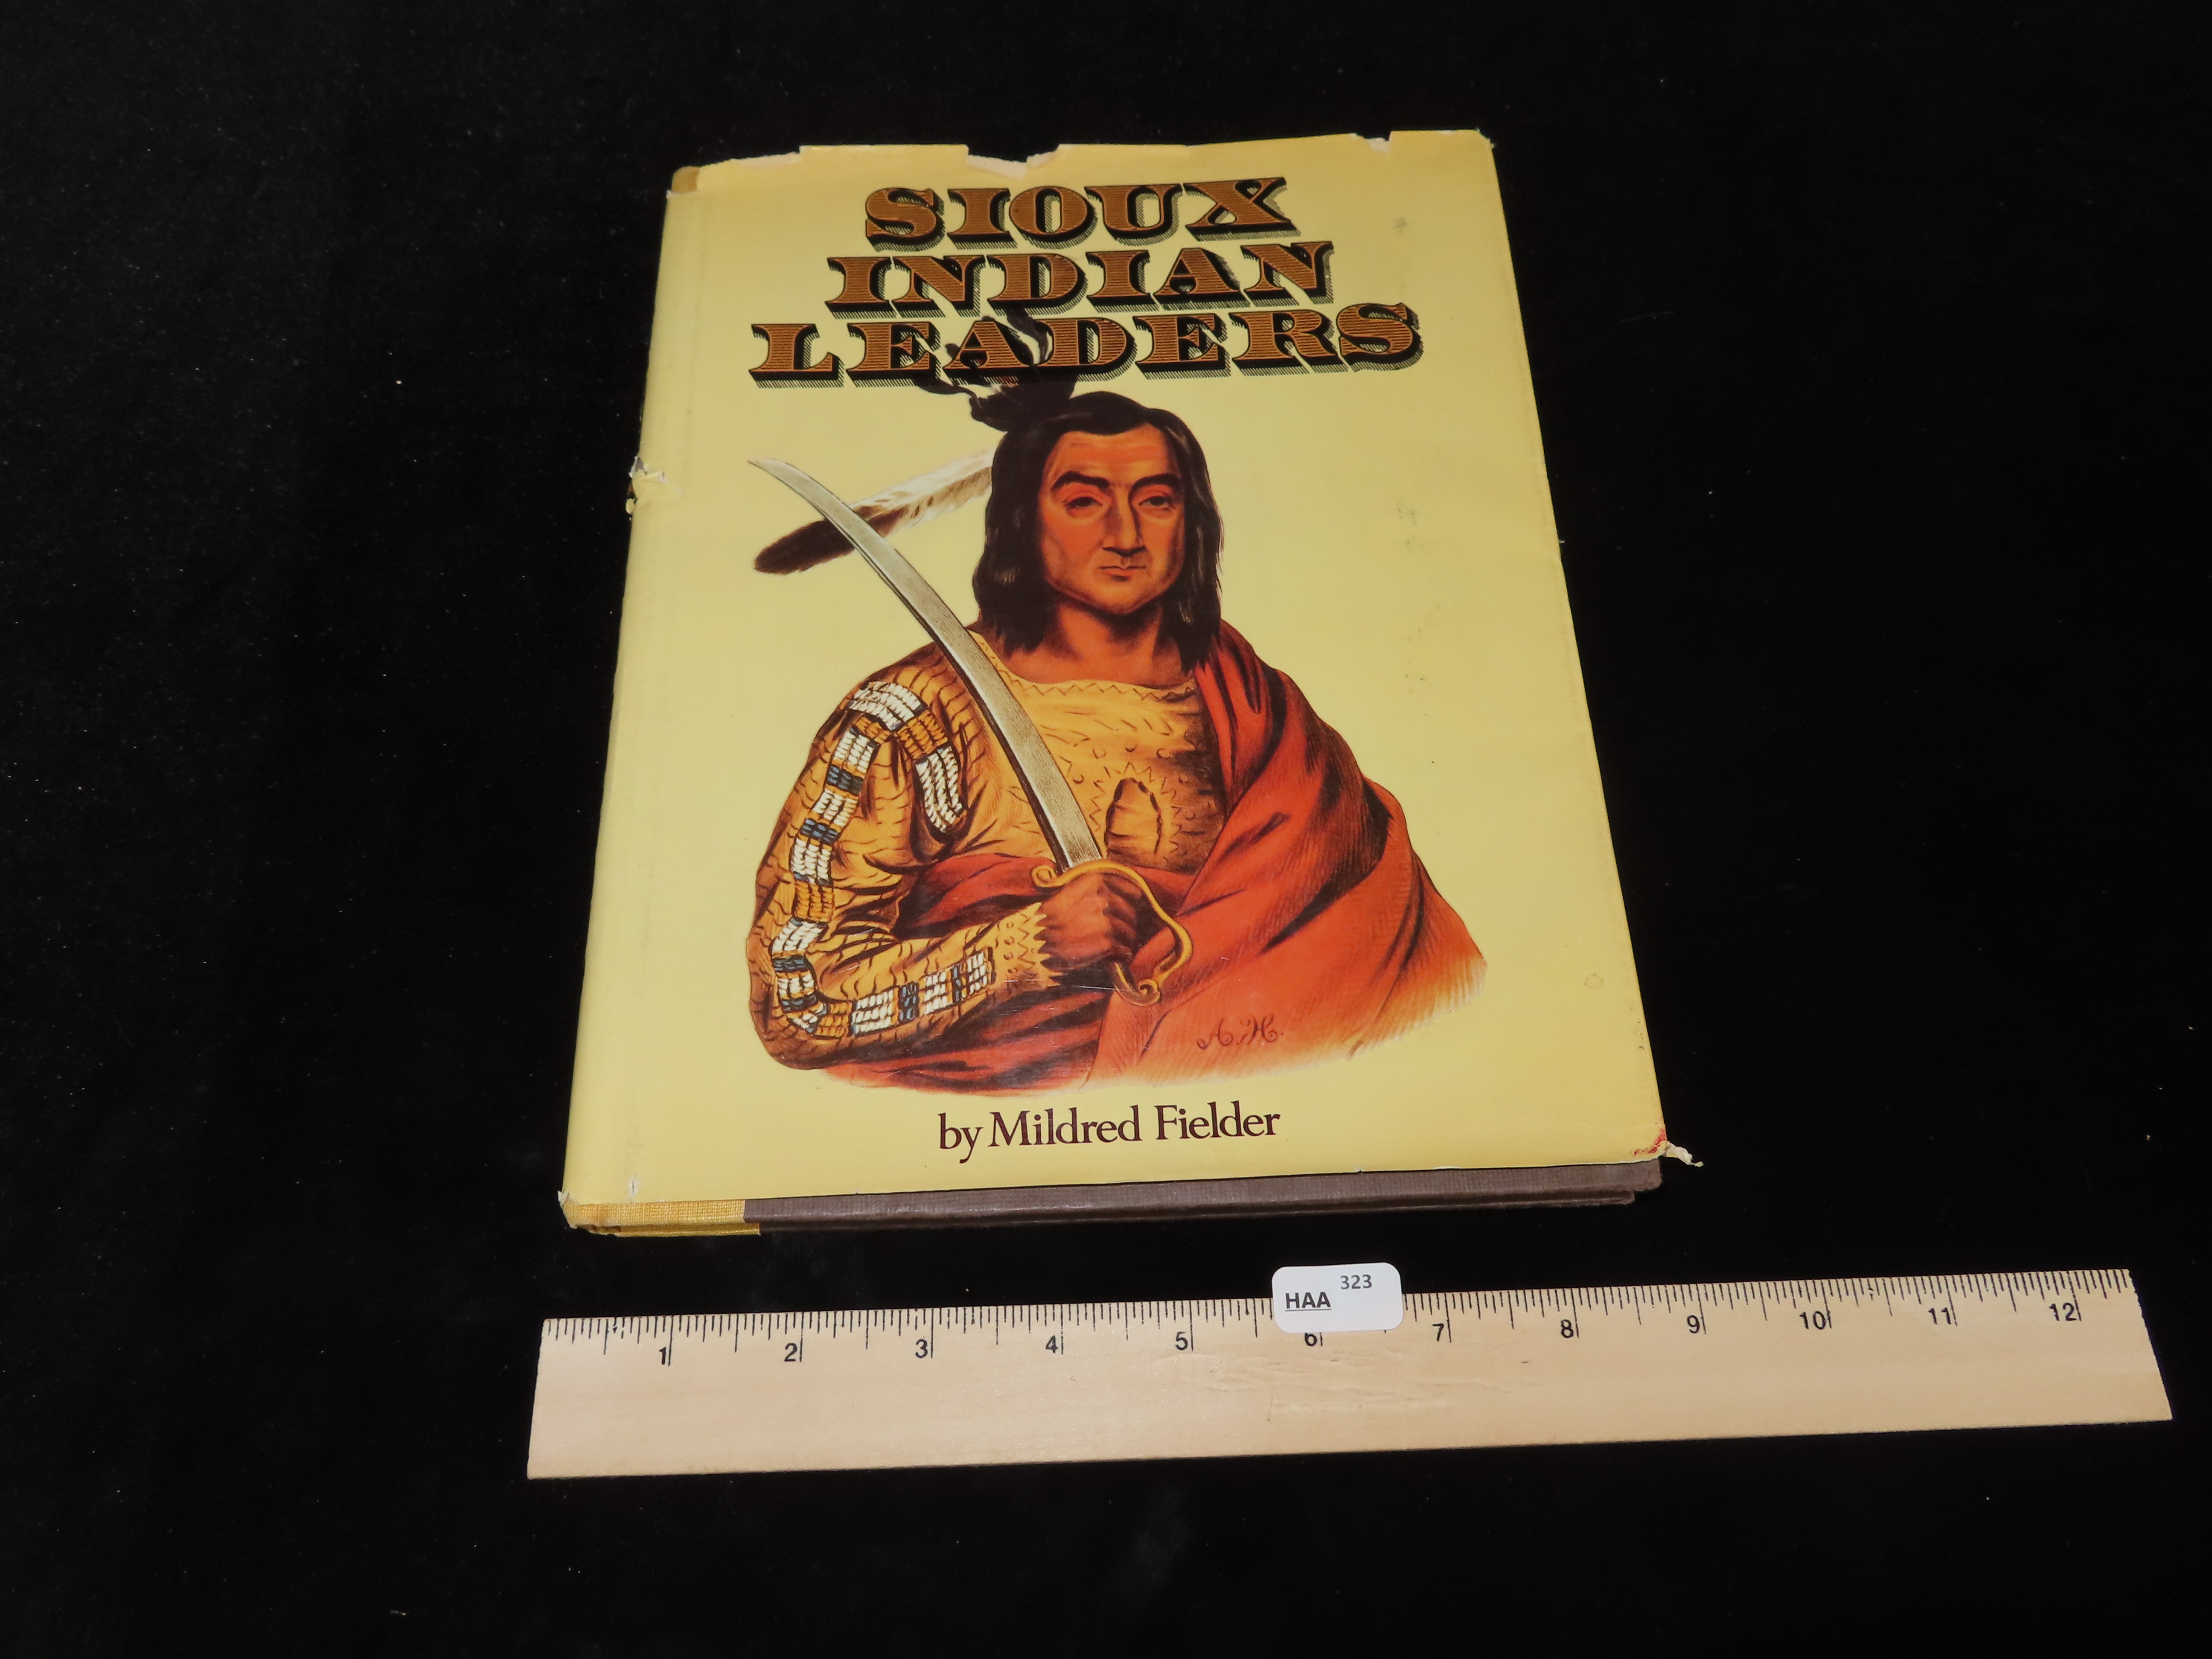 SIOUX
INDIAN
LEADERS
A.H.
by Mildred Fielder
HAA 323
1 2 3 4 5 6 7 8 9 10 11 12